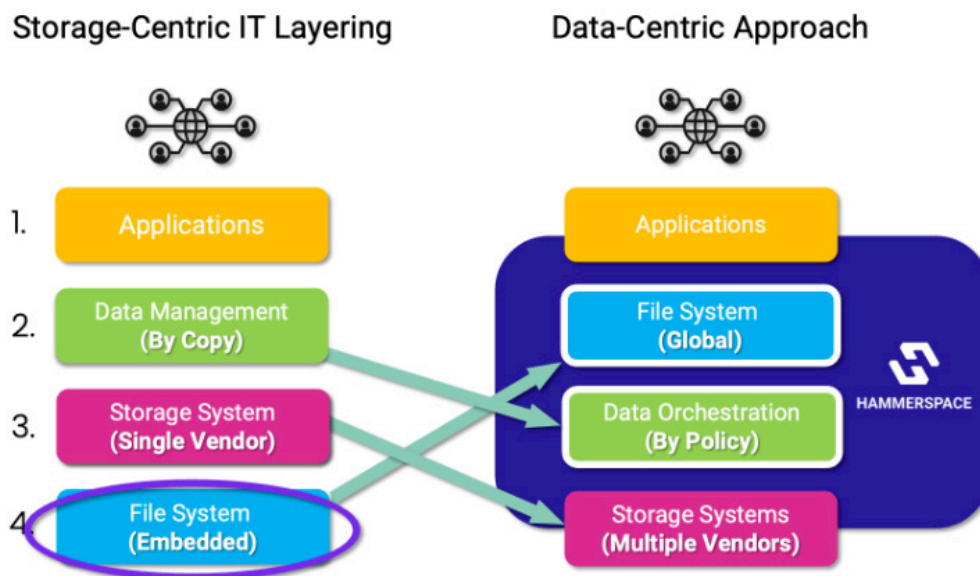 Storage-Centric IT Layering
Data-Centric Approach
1.
Applications
2.
Data Management
(By Copy)
3.
Storage System
(Single Vendor)
4.
File System
(Embedded)
Applications
File System
(Global)
Data Orchestration
(By Policy)
HAMMERSPACE
Storage Systems
(Multiple Vendors)